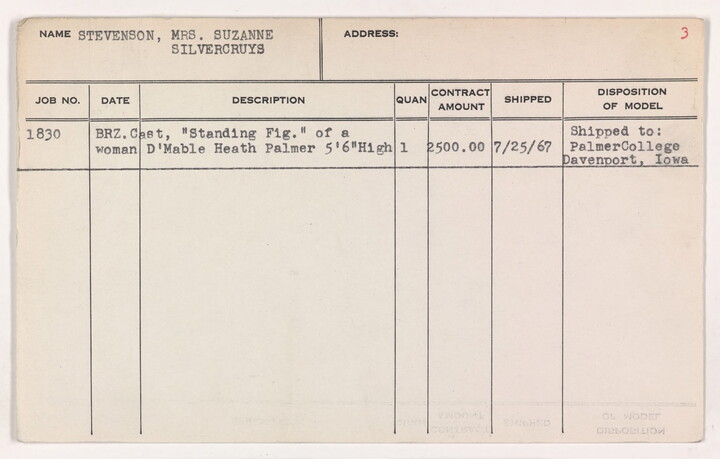 NAME STEVENSON, MRS. SUZANNE SILVERCRUYS
ADDRESS:
3
JOB NO. DATE DESCRIPTION QUAN CONTRACT AMOUNT SHIPPED DISPOSITION OF MODEL
1830 BRZ.Cast, "Standing Fig." of a Shipped to:
woman D'Mable Heath Palmer 5'6"High 1 2500.00 7/25/67 PalmerCollege
Davenport, Iowa